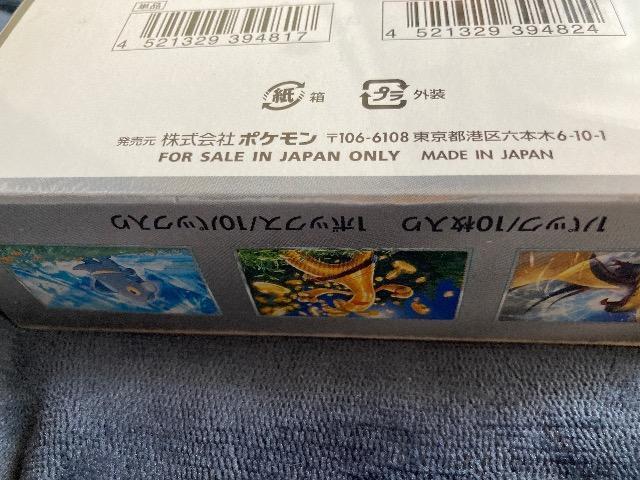 単品
4 521329 394817
4 521329 394824
紙 箱
プラ 外装
発売元 株式会社 ポケモン 〒106-6108 東京都港区六本木6-10-1
FOR SALE IN JAPAN ONLY MADE IN JAPAN
1パック/10枚入り 1ボックス/10パック入り